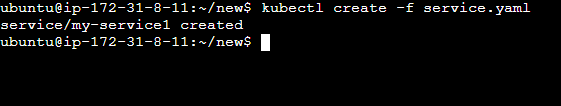 ubuntu@ip-172-31-8-11:~/new$ kubectl create -f service.yaml
service/my-service1 created
ubuntu@ip-172-31-8-11:~/new$